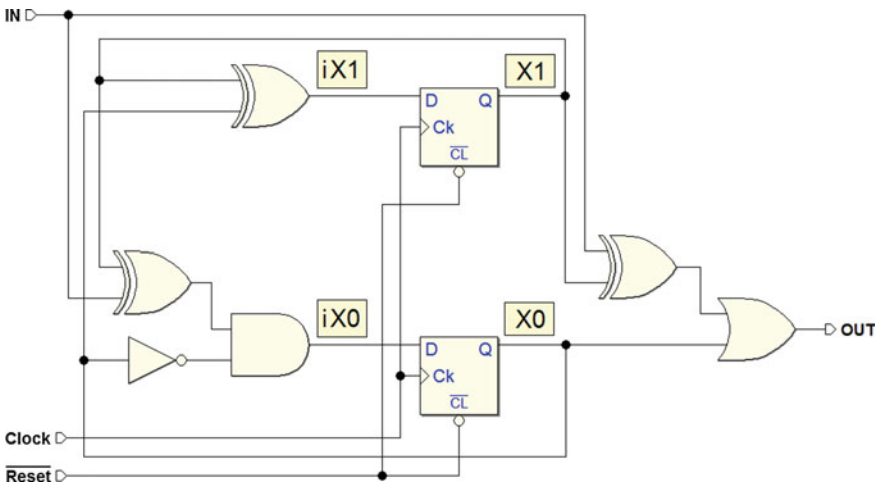 IN
iX1
X1
D Q
Ck
CL
iX0
X0
D Q
Ck
CL
OUT
Clock
Reset